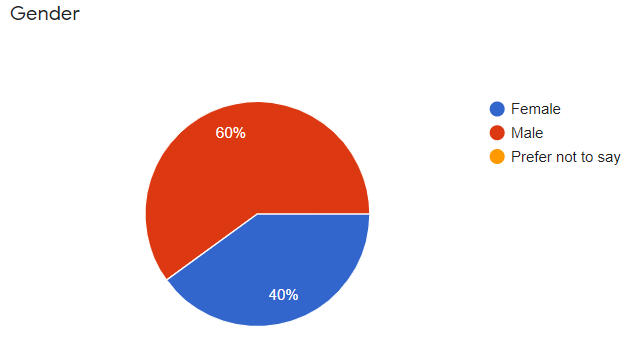 Gender
Female
Male
Prefer not to say
60%
40%